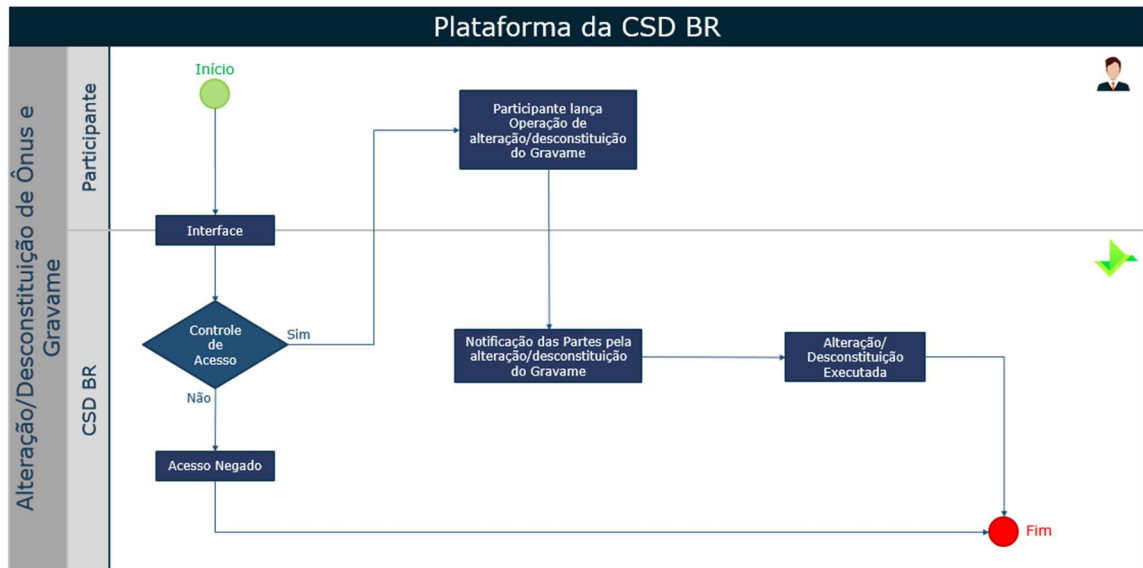 Plataforma da CSD BR
Alteração/Desconstituição de Ônus e
Gravame
Participante
CSD BR
Início
Participante lança
Operação de
alteração/desconstituição
do Gravame
Interface
Controle
de
Acesso
Sim
Não
Notificação das Partes pela
alteração/desconstituição
do Gravame
Alteração/
Desconstituição
Executada
Acesso Negado
Fim